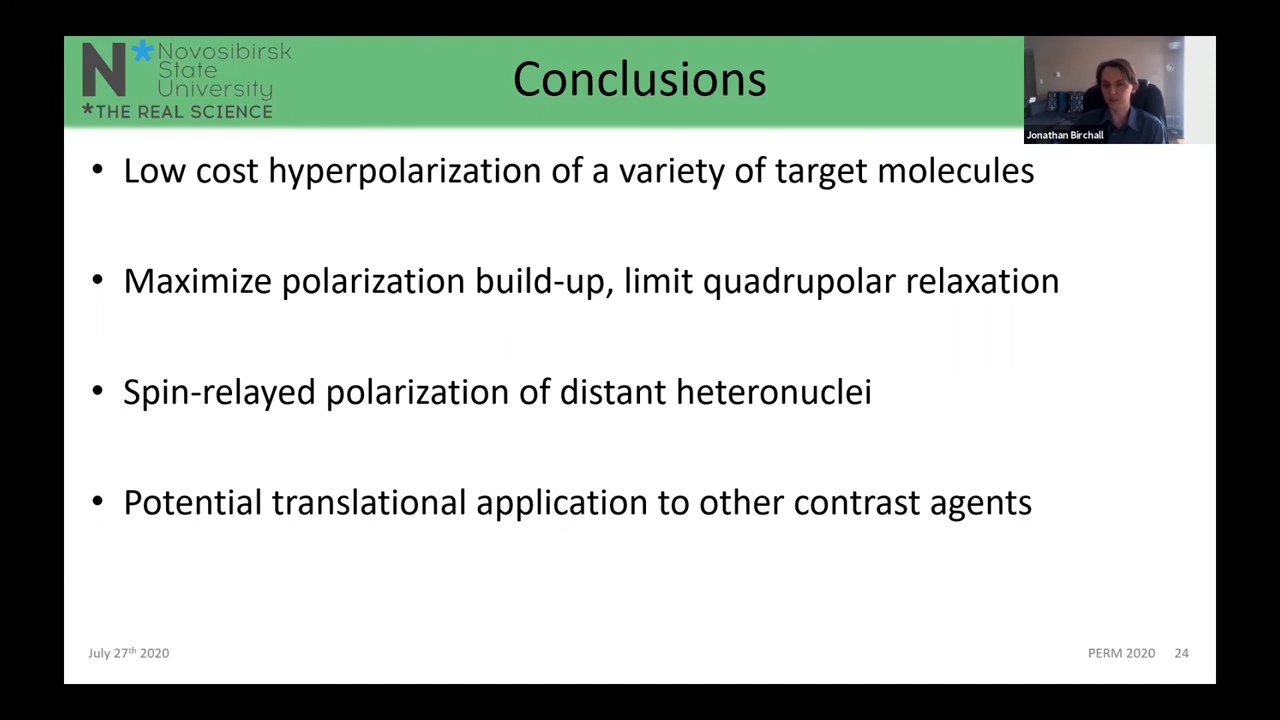 N*Novosibirsk
State
University
*THE REAL SCIENCE
Conclusions
Jonathan Birchall
• Low cost hyperpolarization of a variety of target molecules
• Maximize polarization build-up, limit quadrupolar relaxation
• Spin-relayed polarization of distant heteronuclei
• Potential translational application to other contrast agents
July 27th 2020
PERM 2020 24